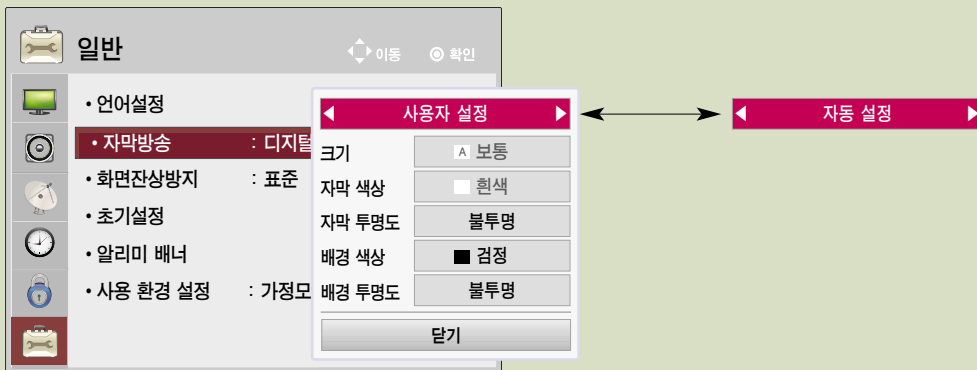 일반
이동 확인
• 언어설정
• 자막방송 : 디지털
• 화면잔상방지 : 표준
• 초기설정
• 알리미 배너
• 사용 환경 설정 : 가정모
사용자 설정
크기 A 보통
자막 색상 흰색
자막 투명도 불투명
배경 색상 검정
배경 투명도 불투명
닫기
자동 설정